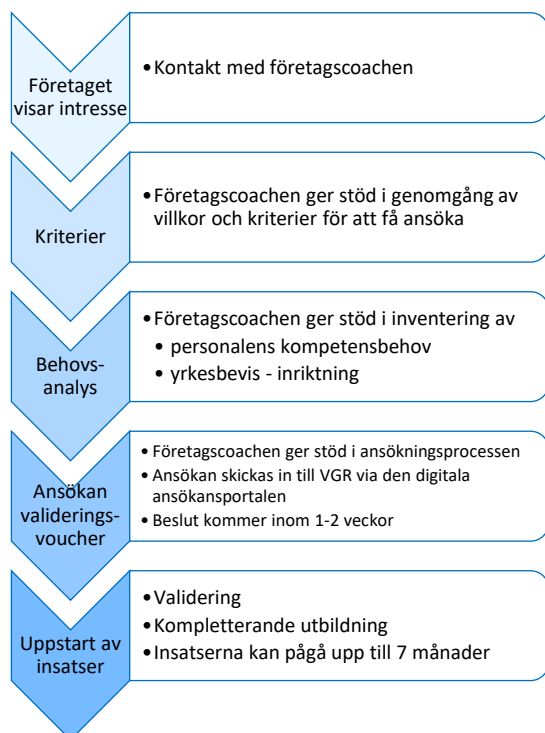 Företaget
visar intresse
• Kontakt med företagscoachen
Kriterier
• Företagscoachen ger stöd i genomgång av
villkor och kriterier för att få ansöka
Behovs-
analys
• Företagscoachen ger stöd i inventering av
• personalens kompetensbehov
• yrkesbevis - inriktning
Ansökan
validerings-
voucher
• Företagscoachen ger stöd i ansökningsprocessen
• Ansökan skickas in till VGR via den digitala
ansökansportalen
• Beslut kommer inom 1-2 veckor
Uppstart av
insatser
• Validering
• Kompletterande utbildning
• Insatserna kan pågå upp till 7 månader